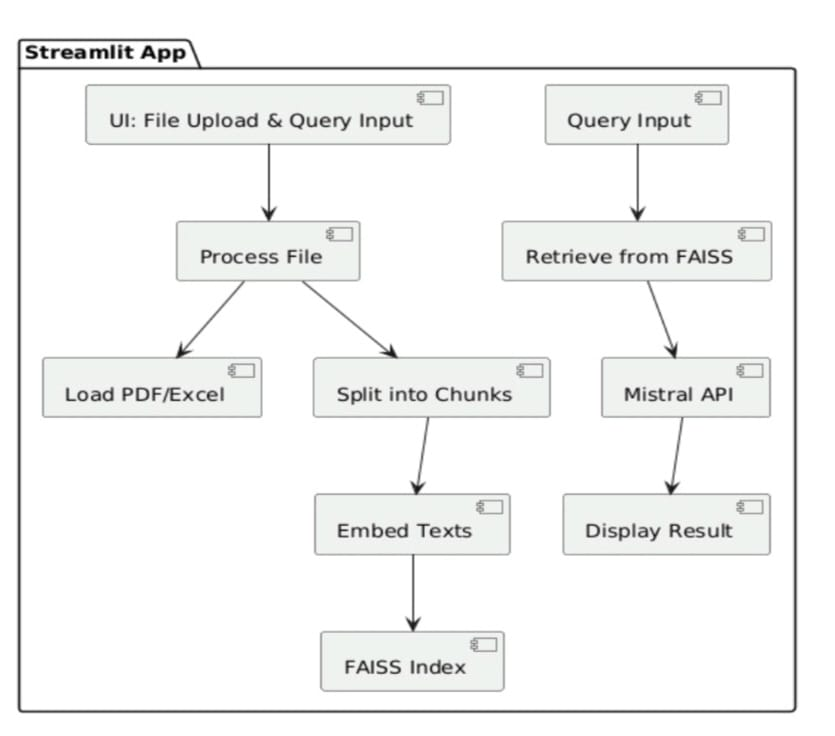 Streamlit App
UI: File Upload & Query Input
Query Input
Process File
Retrieve from FAISS
Load PDF/Excel
Split into Chunks
Mistral API
Embed Texts
Display Result
FAISS Index